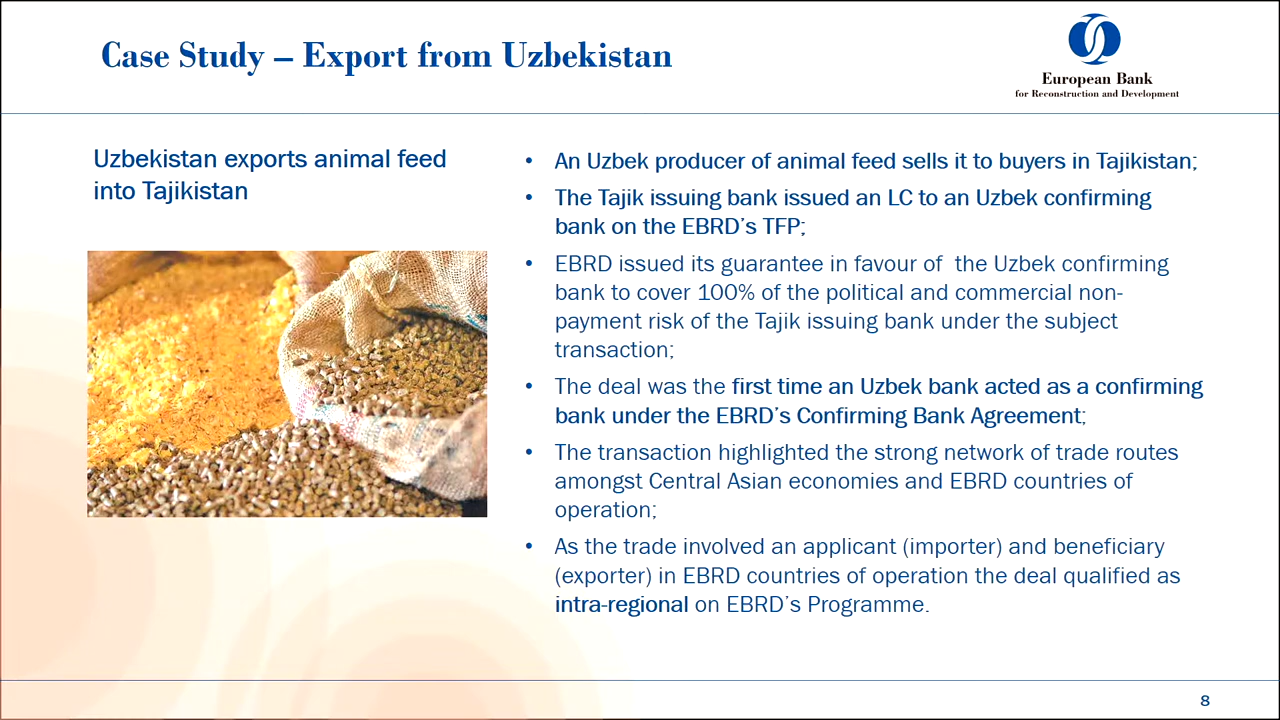 Case Study – Export from Uzbekistan
European Bank
for Reconstruction and Development
Uzbekistan exports animal feed
into Tajikistan
• An Uzbek producer of animal feed sells it to buyers in Tajikistan;
• The Tajik issuing bank issued an LC to an Uzbek confirming
bank on the EBRD’s TFP;
• EBRD issued its guarantee in favour of  the Uzbek confirming
bank to cover 100% of the political and commercial non-
payment risk of the Tajik issuing bank under the subject
transaction;
• The deal was the first time an Uzbek bank acted as a confirming
bank under the EBRD’s Confirming Bank Agreement;
• The transaction highlighted the strong network of trade routes
amongst Central Asian economies and EBRD countries of
operation;
• As the trade involved an applicant (importer) and beneficiary
(exporter) in EBRD countries of operation the deal qualified as
intra-regional on EBRD’s Programme.
8